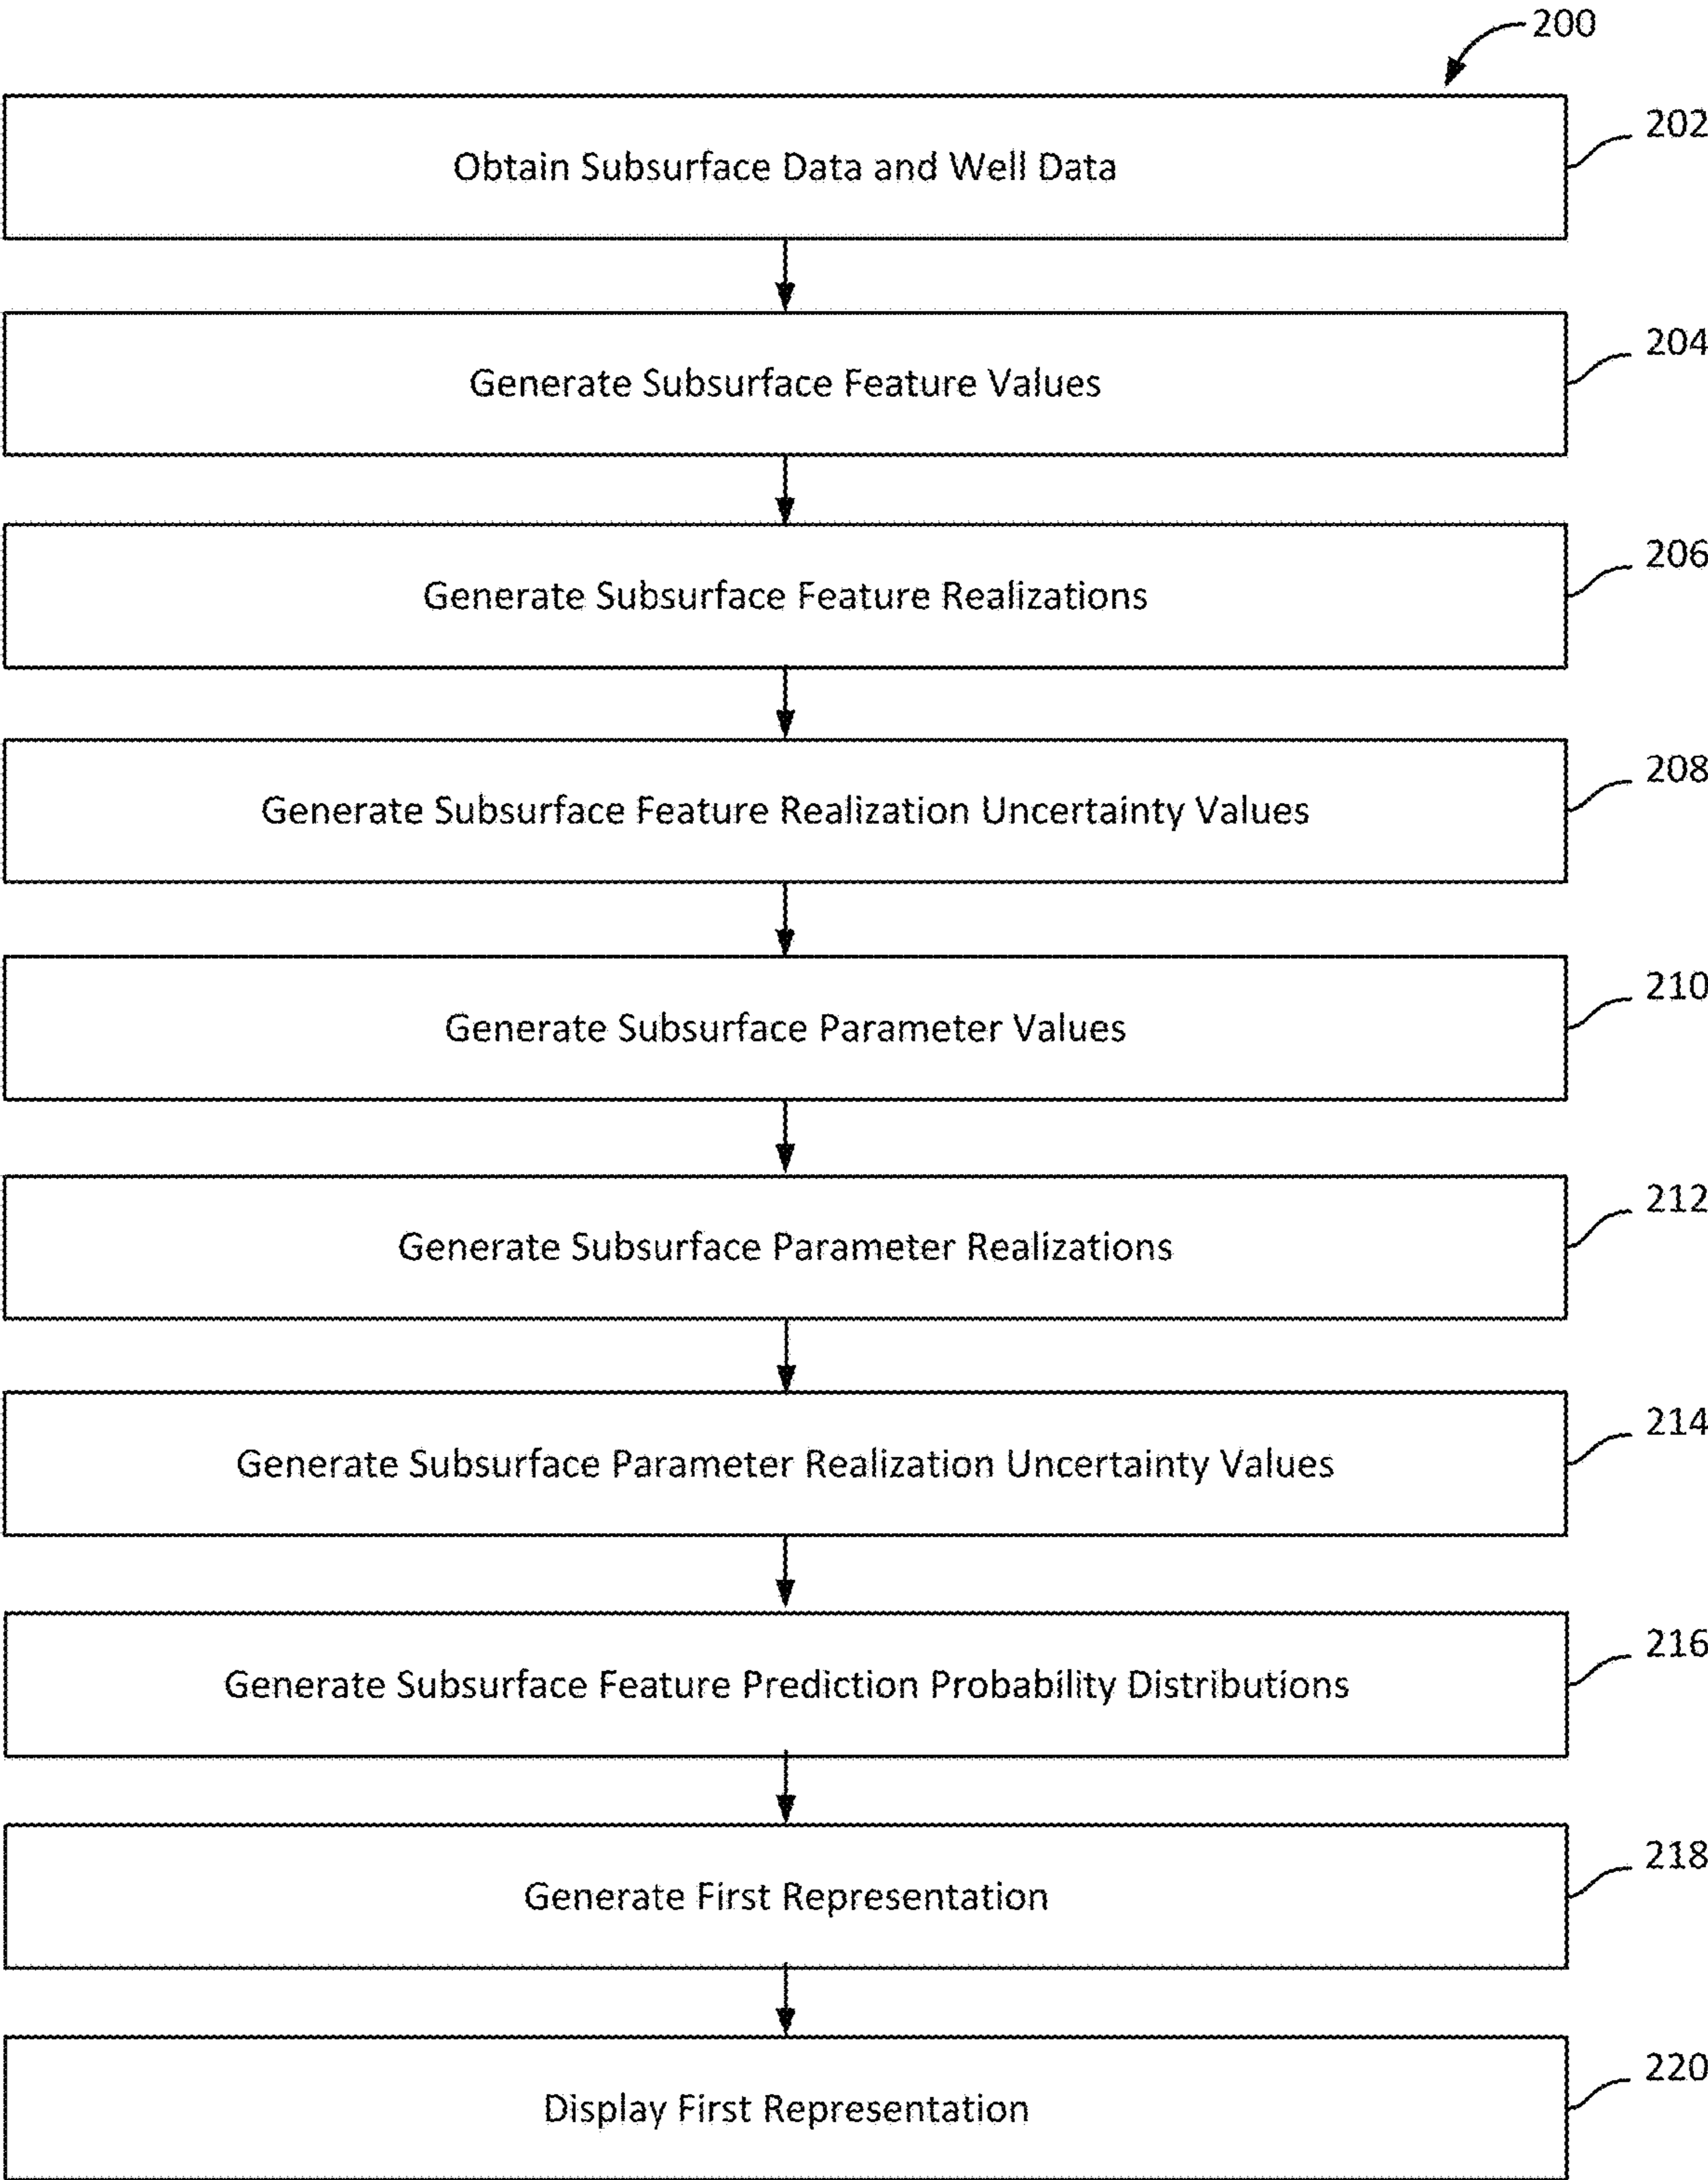 200
202
Obtain Subsurface Data and Well Data
204
Generate Subsurface Feature Values
206
Generate Subsurface Feature Realizations
208
Generate Subsurface Feature Realization Uncertainty Values
210
Generate Subsurface Parameter Values
212
Generate Subsurface Parameter Realizations
214
Generate Subsurface Parameter Realization Uncertainty Values
216
Generate Subsurface Feature Prediction Probability Distributions
218
Generate First Representation
220
Display First Representation